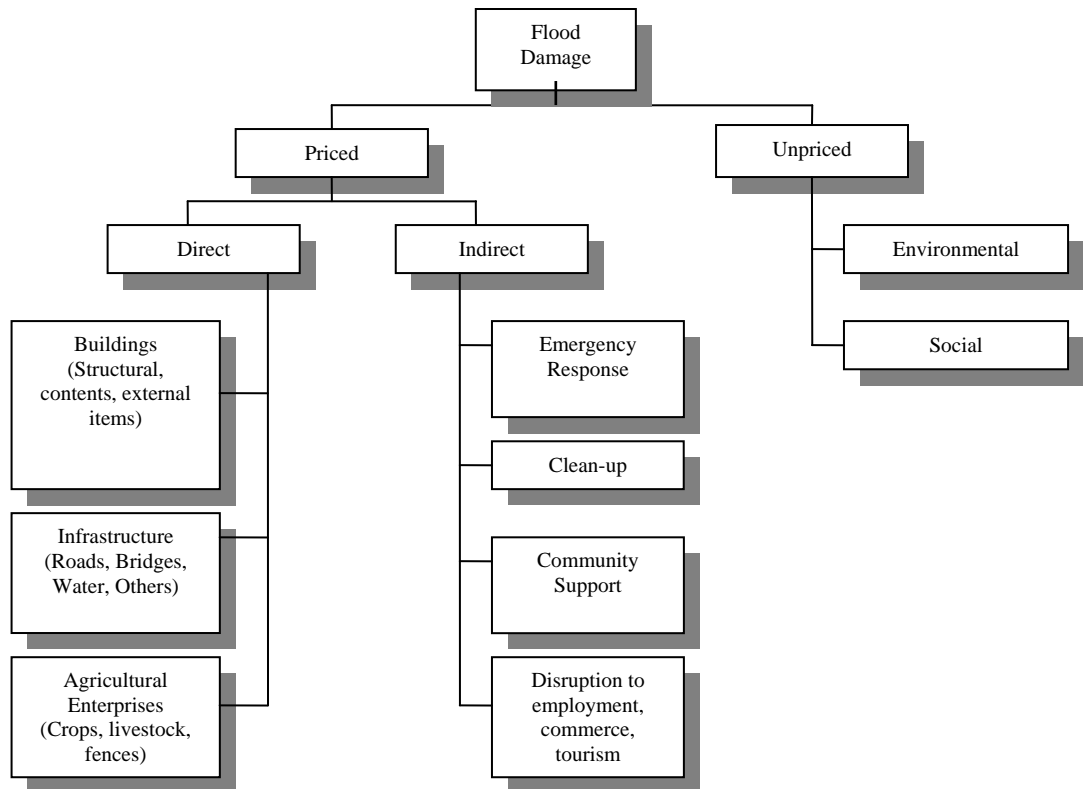 Flood
Damage
Priced
Unpriced
Direct
Indirect
Environmental
Social
Buildings
(Structural,
contents, external
items)
Infrastructure
(Roads, Bridges,
Water, Others)
Agricultural
Enterprises
(Crops, livestock,
fences)
Emergency
Response
Clean-up
Community
Support
Disruption to
employment,
commerce,
tourism